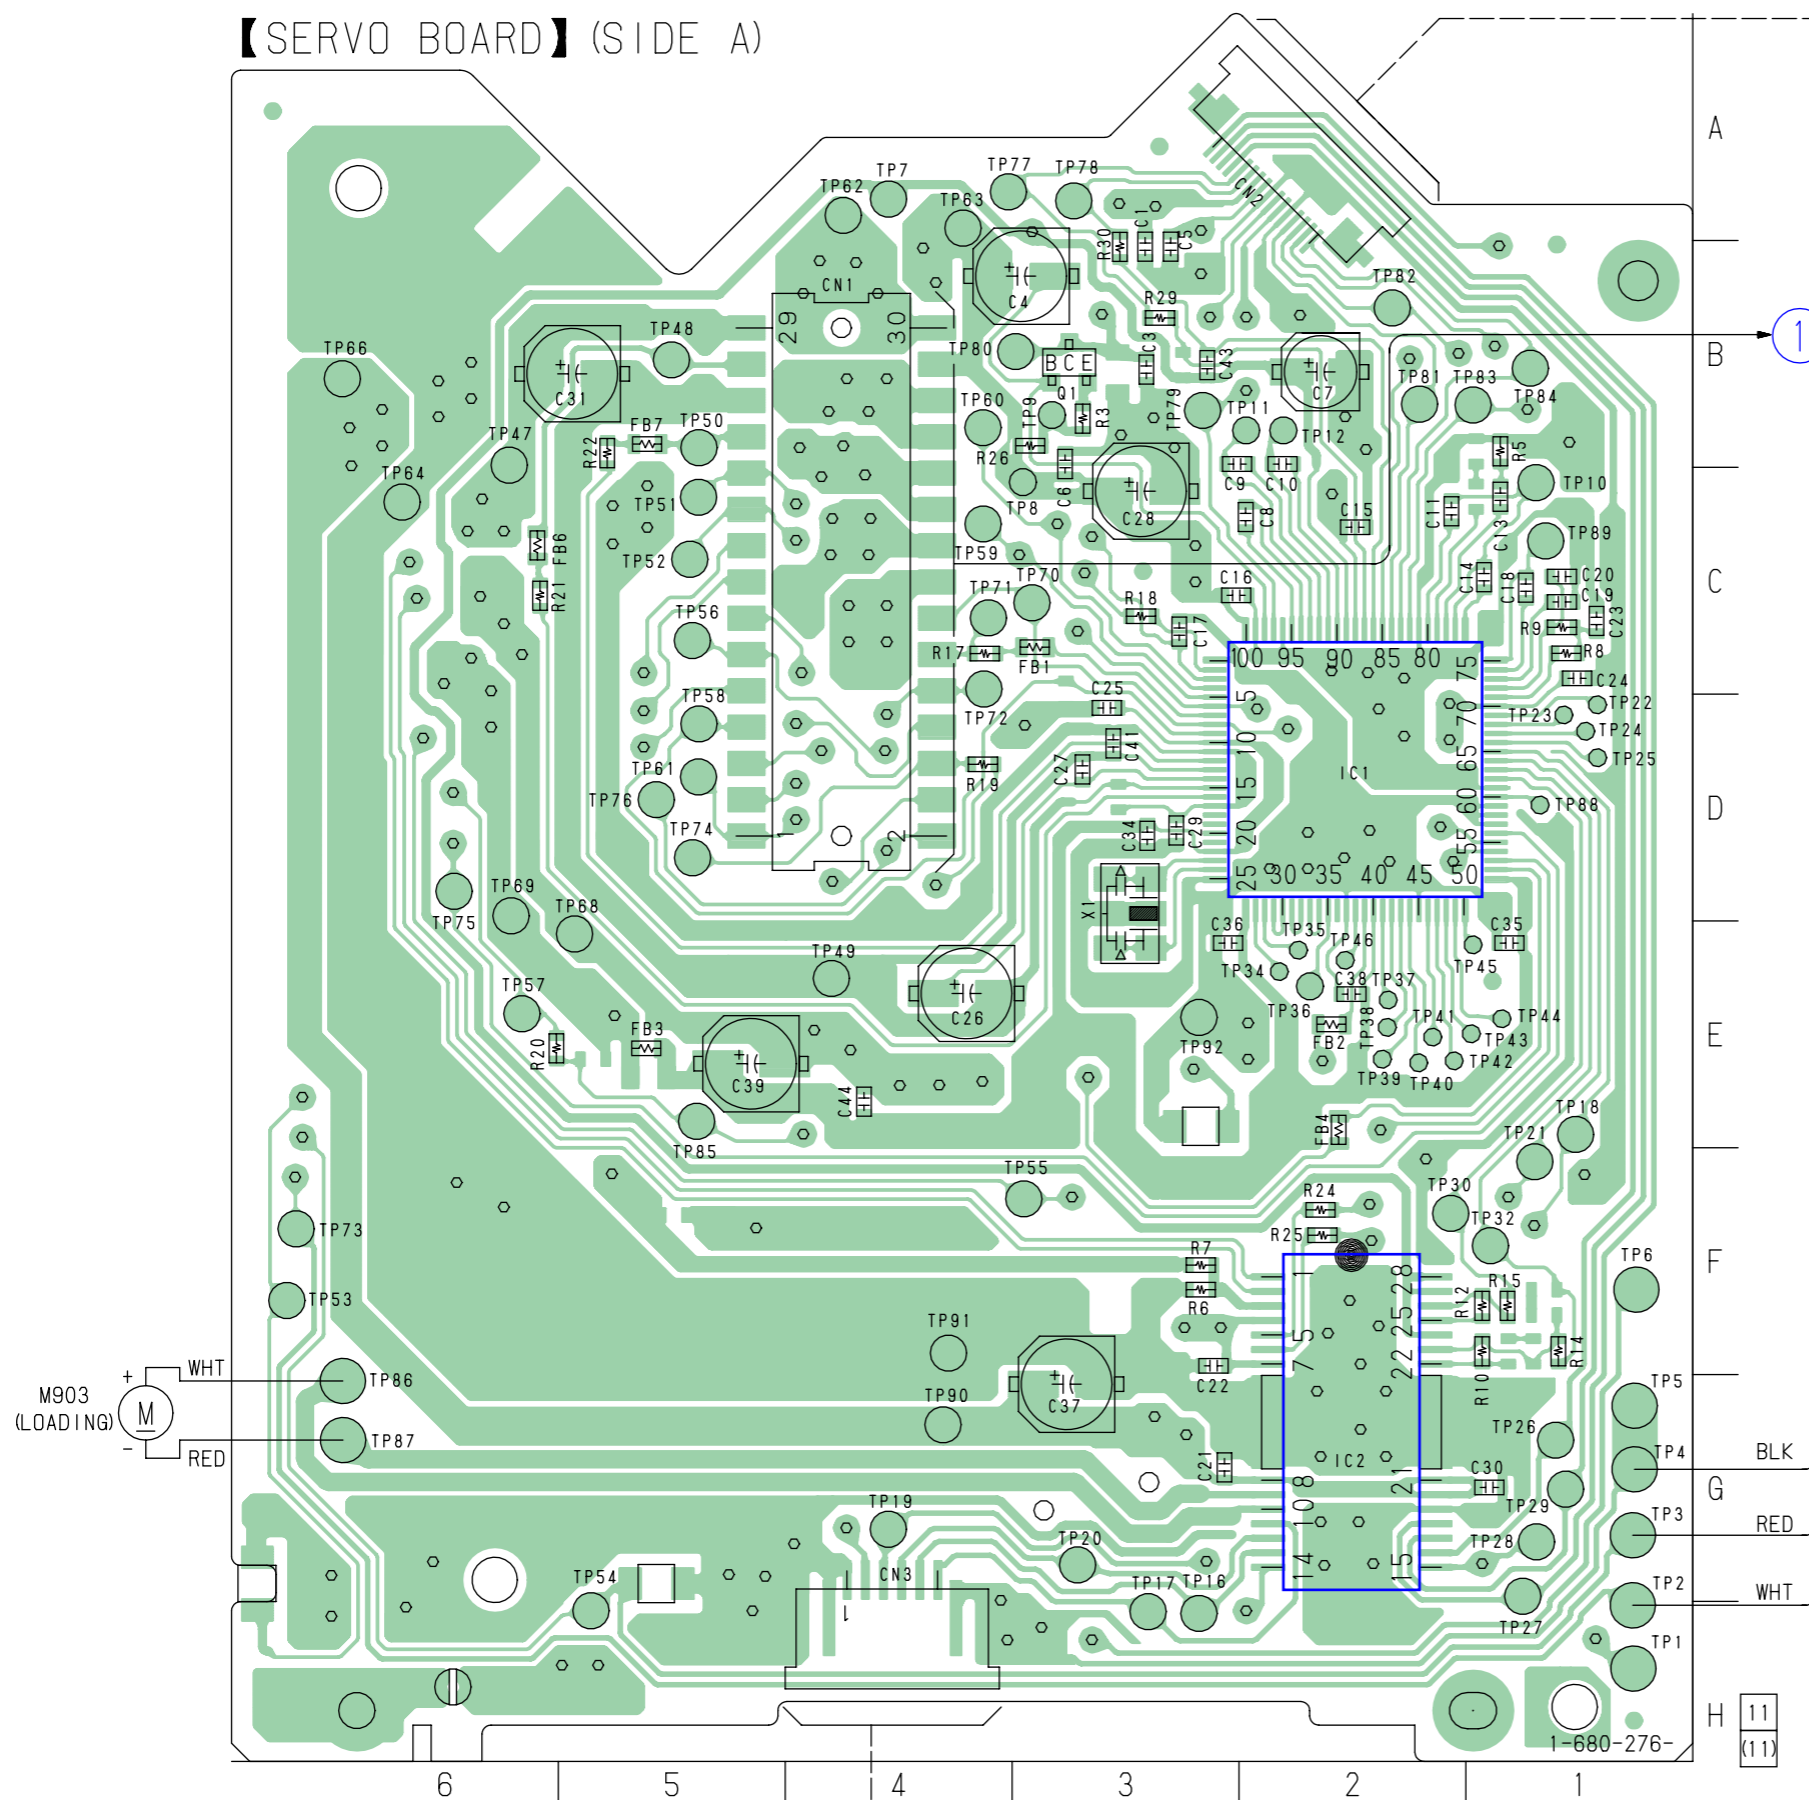 【SERVO BOARD】(SIDE A)
A
TP7
TP77
TP78
TP62
TP63
CN2
R30
C1
C5
CN1
29
30
C4
R29
TP82
1
TP66
TP48
C31
TP80
B C E
Q1
C3
C43
C7
TP81
TP83
TP84
B
TP47
R22
FB7
TP50
TP60
TP9
R3
TP79
TP11
TP12
R5
R26
TP64
TP51
TP8
C6
C28
C9
C10
C8
C15
C11
C13
TP10
TP52
FB6
TP59
TP89
R21
TP71
TP70
C16
C14
C18
C20
C19
C23
C
TP56
R18
C17
R9
R8
R17
FB1
100 95 90 85 80
75
C24
TP58
TP72
C25
5
70
TP22
TP23
TP24
TP25
C41
10
65
TP61
R19
C27
IC1
15
60
TP76
TP88
D
1
2
C34
C29
20
55
TP74
25
30 35 40 45 50
TP75
TP69
TP68
X1
C36
TP35
TP46
C35
TP49
TP34
TP45
TP57
C26
TP36
C38
TP37
TP44
R20
FB3
C39
TP92
FB2
TP38
TP41
TP43
E
TP39
TP40
TP42
C44
TP85
FB4
TP18
TP21
TP55
R24
TP30
TP73
R25
TP32
R7
1
28
TP6
F
TP53
R6
R12
R15
25
TP91
5
7
22
R14
C22
R10
M903
(LOADING)
+
M
-
WHT
RED
TP86
TP87
TP90
C37
TP5
TP26
C21
IC2
TP4
BLK
8
21
C30
G
TP19
10
TP29
TP3
RED
TP20
TP28
TP54
CN3
1
14
15
TP17
TP16
TP27
TP2
WHT
TP1
H
11
(11)
1-680-276-
6
5
4
3
2
1